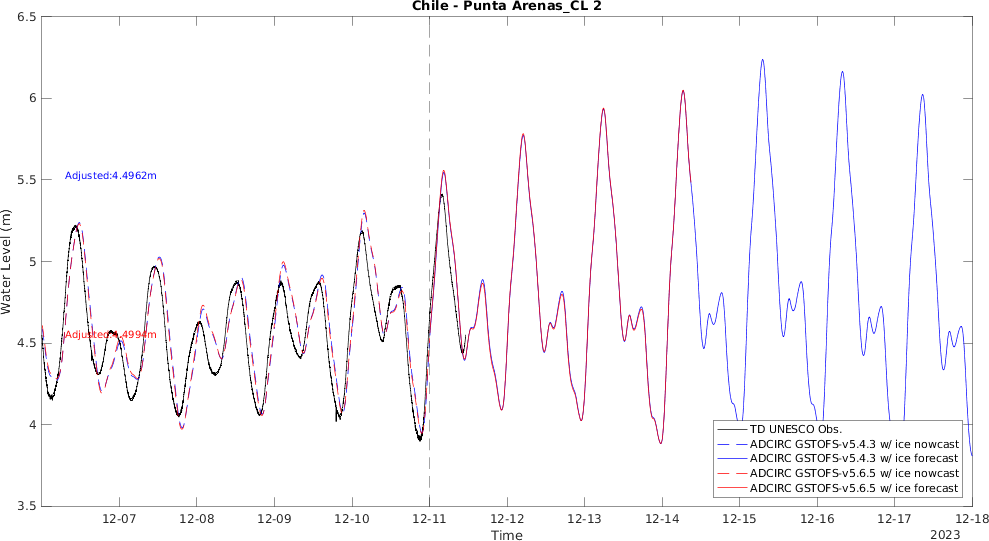 Chile - Punta Arenas_CL 2
6.5
6
5.5
5
4.5
4
3.5
Water Level (m)
Adjusted:4.4962m
Adjusted:4.4994m
TD UNESCO Obs.
ADCIRC GSTOFS-v5.4.3 w/ ice nowcast
ADCIRC GSTOFS-v5.4.3 w/ ice forecast
ADCIRC GSTOFS-v5.6.5 w/ ice nowcast
ADCIRC GSTOFS-v5.6.5 w/ ice forecast
12-07 12-08 12-09 12-10 12-11 12-12 12-13 12-14 12-15 12-16 12-17 12-18
Time
2023